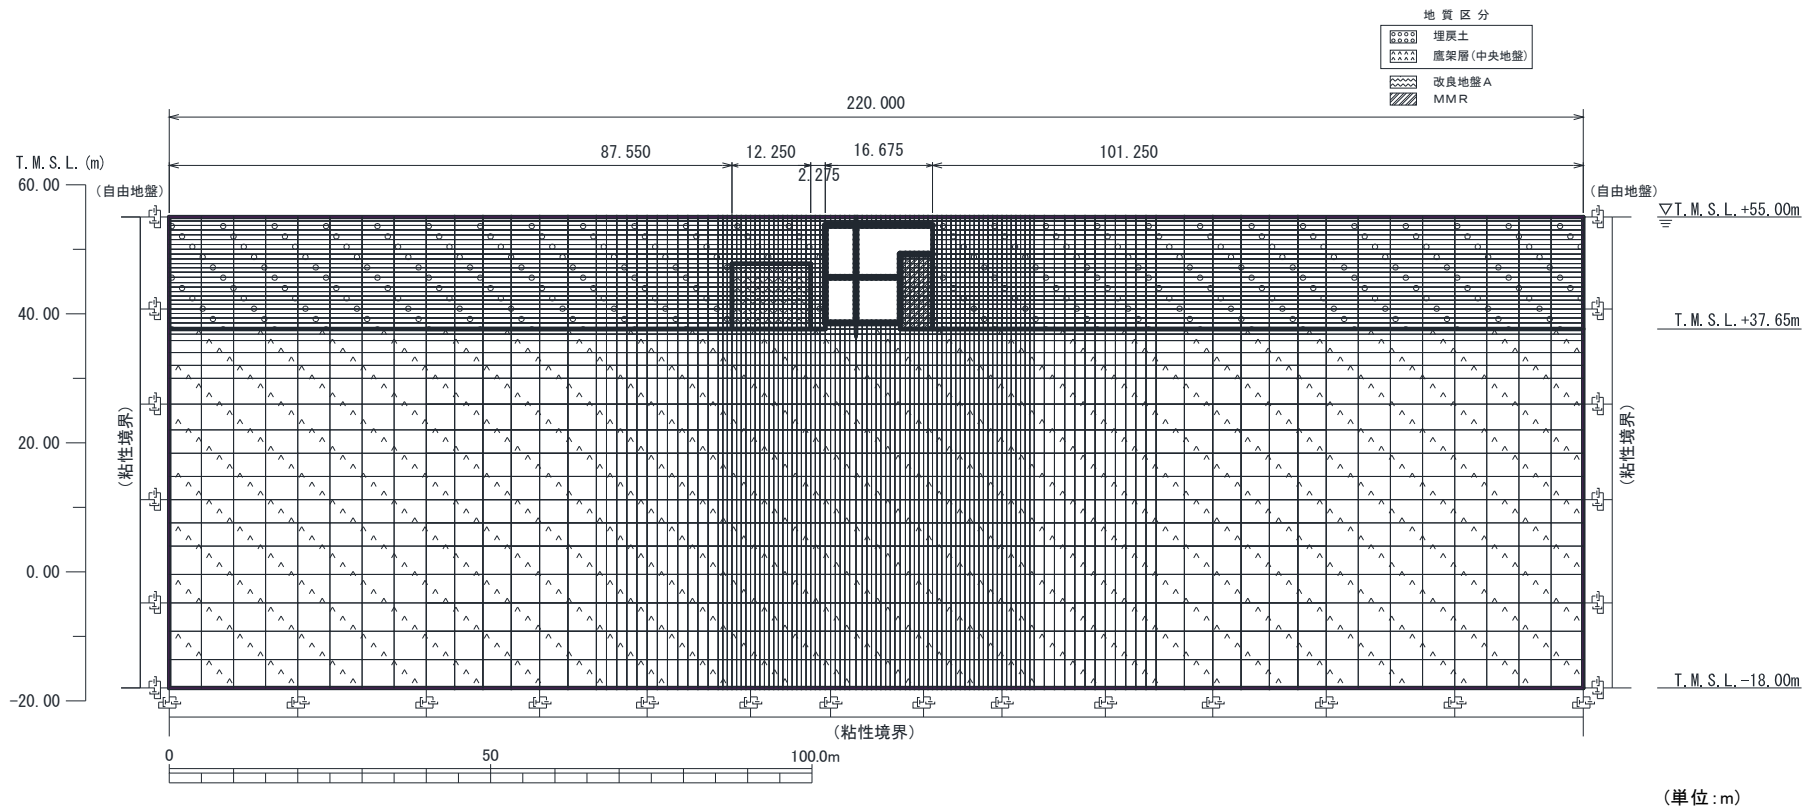 地質区分
埋戻土
鷹架層(中央地盤)
改良地盤A
MMR
220.000
87.550
12.250
2.275
16.675
101.250
T.M.S.L.(m)
60.00
40.00
20.00
0.00
-20.00
(自由地盤)
(自由地盤)
▽T.M.S.L.+55.00m
T.M.S.L.+37.65m
T.M.S.L.-18.00m
(粘性境界)
(粘性境界)
(粘性境界)
0 50 100.0m
(単位:m)